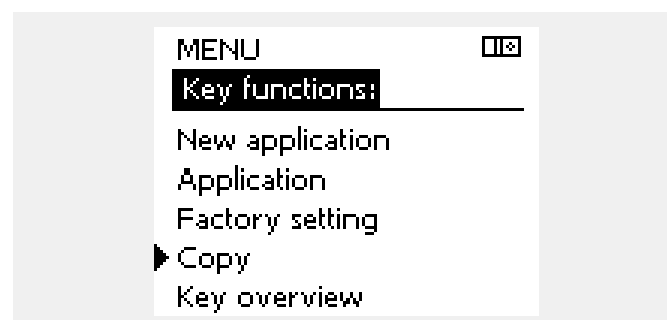 MENU
Key functions:
New application
Application
Factory setting
Copy
Key overview